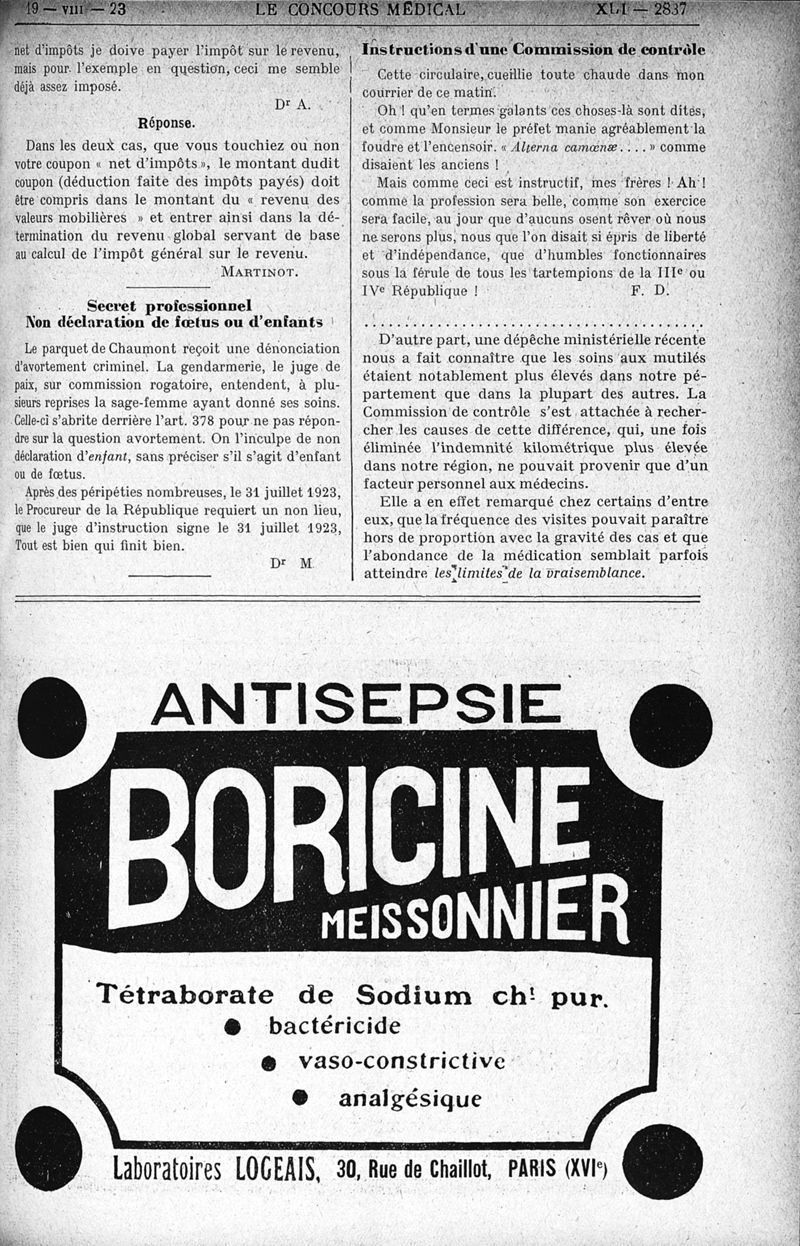 19 — VIII — 23 LE CONCOURS MÉDICAL XLI — 2837
net d'impôts je doive payer l'impôt sur le revenu,
mais pour l'exemple en question, ceci me semble
déjà assez imposé.
Dr A.
Réponse.
Dans les deux cas, que vous touchiez ou non
votre coupon « net d'impôts », le montant dudit
coupon (déduction faite des impôts payés) doit
être compris dans le montant du « revenu des
valeurs mobilières » et entrer ainsi dans la dé-
termination du revenu global servant de base
au calcul de l'impôt général sur le revenu.
MARTINOT.
Secret professionnel
Non déclaration de fœtus ou d'enfants
Le parquet de Chaumont reçoit une dénonciation
d'avortement criminel. La gendarmerie, le juge de
paix, sur commission rogatoire, entendent, à plu-
sieurs reprises la sage-femme ayant donné ses soins.
Celle-ci s'abrite derrière l'art. 378 pour ne pas répon-
dre sur la question avortement. On l'inculpe de non
déclaration d'enfant, sans préciser s'il s'agit d'enfant
ou de fœtus.
Après des péripéties nombreuses, le 31 juillet 1923,
le Procureur de la République requiert un non lieu,
que le juge d'instruction signe le 31 juillet 1923,
Tout est bien qui finit bien.
Dr M
Instructions d'une Commission de contrôle
Cette circulaire, cueillie toute chaude dans mon
courrier de ce matin.
Oh ! qu'en termes galants ces choses-là sont dites,
et comme Monsieur le préfet manie agréablement la
foudre et l'encensoir. « Alterna camœnæ.... » comme
disaient les anciens !
Mais comme ceci est instructif, mes frères ! Ah !
comme la profession sera belle, comme son exercice
sera facile, au jour que d'aucuns osent rêver où nous
ne serons plus, nous que l'on disait si épris de liberté
et d'indépendance, que d'humbles fonctionnaires
sous la férule de tous les tartempions de la IIIe ou
IVe République ! F. D.
........................................
D'autre part, une dépêche ministérielle récente
nous a fait connaître que les soins aux mutilés
étaient notablement plus élevés dans notre pé-
partement que dans la plupart des autres. La
Commission de contrôle s'est attachée à recher-
cher les causes de cette différence, qui, une fois
éliminée l'indemnité kilométrique plus élevée
dans notre région, ne pouvait provenir que d'un
facteur personnel aux médecins.
Elle a en effet remarqué chez certains d'entre
eux, que la fréquence des visites pouvait paraître
hors de proportion avec la gravité des cas et que
l'abondance de la médication semblait parfois
atteindre les limites de la vraisemblance.
ANTISEPSIE
BORICINE
MEISSONNIER
Tétraborate de Sodium cht pur.
● bactéricide
● vaso-constrictive
● analgésique
Laboratoires LOGEAIS, 30, Rue de Chaillot, PARIS (XVIe)